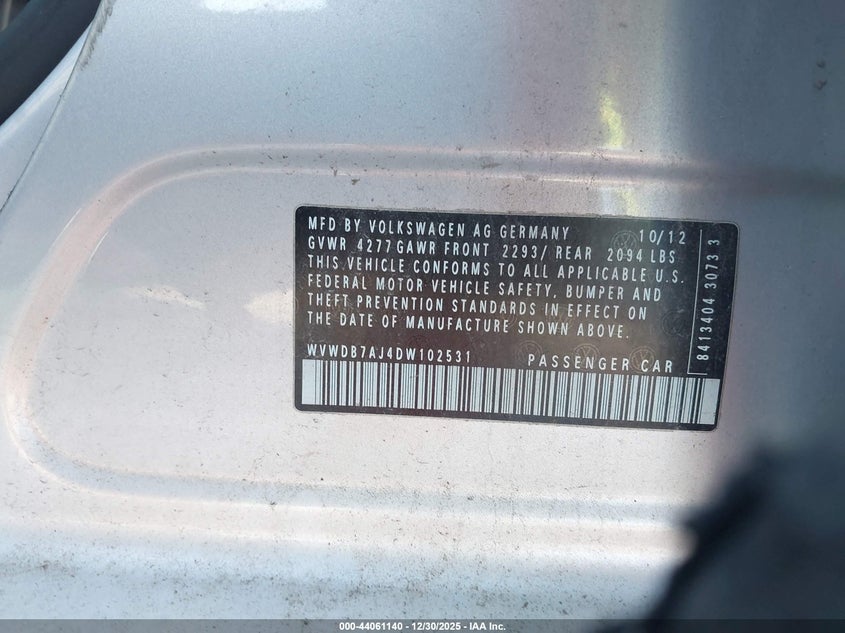 MFD BY VOLKSWAGEN AG GERMANY 10/12
GVWR 4277 GAWR FRONT 2293/ REAR 2094 LBS
THIS VEHICLE CONFORMS TO ALL APPLICABLE U.S.
FEDERAL MOTOR VEHICLE SAFETY, BUMPER AND
THEFT PREVENTION STANDARDS IN EFFECT ON
THE DATE OF MANUFACTURE SHOWN ABOVE.
WVWDB7AJ4DW102531 PASSENGER CAR
8413404 3073 3
000-44061140 - 12/30/2025 - IAA Inc.